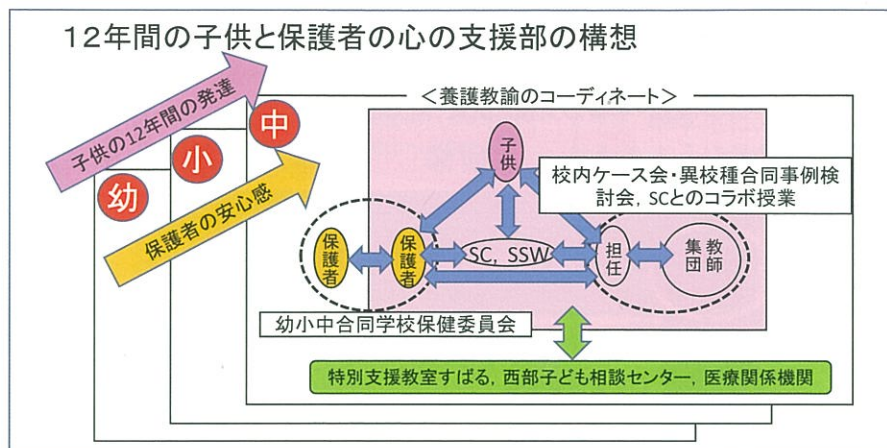 12年間の子供と保護者の心の支援部の構想
子供の12年間の発達
保護者の安心感
幼
小
中
＜養護教諭のコーディネート＞
子供
校内ケース会・異校種合同事例検
討会，SCとのコラボ授業
保護者
保護者
SC，SSW
担任
教師
集団
幼小中合同学校保健委員会
特別支援教室すばる，西部子ども相談センター，医療関係機関